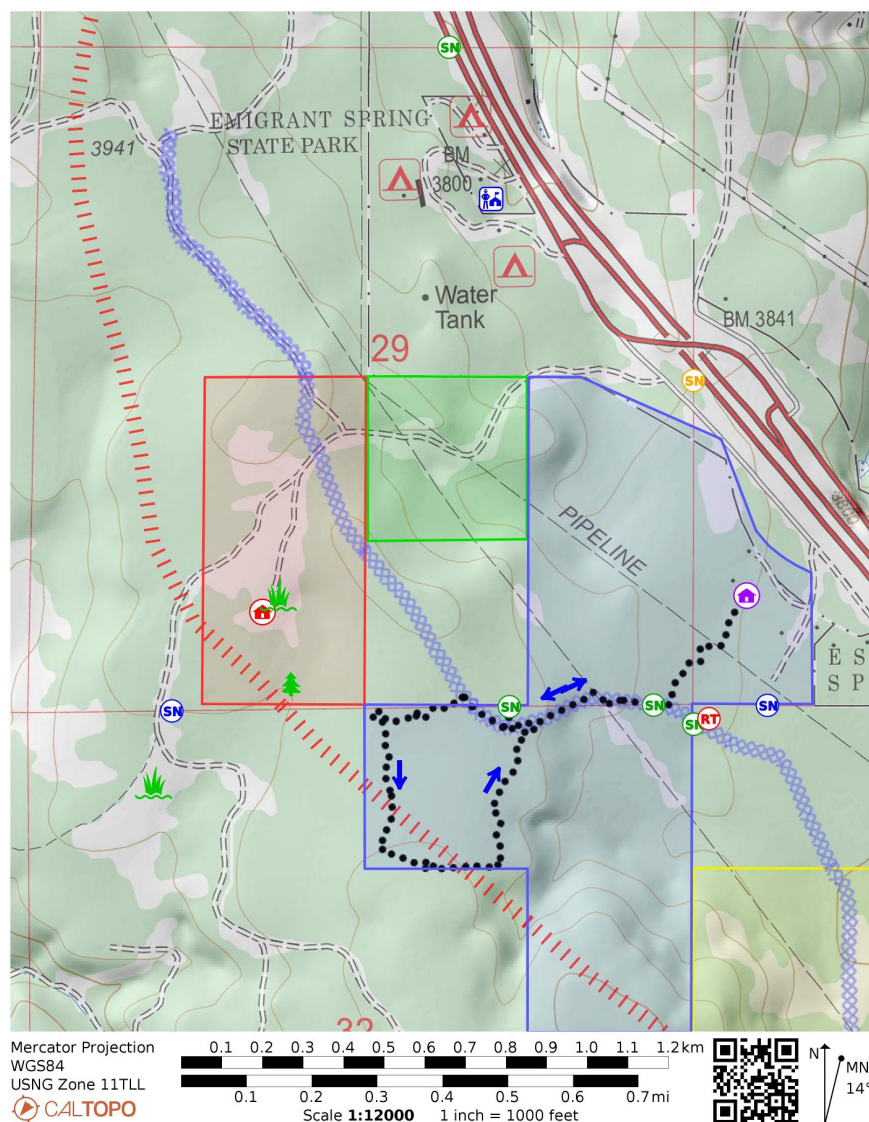 SN
EMIGRANT SPRING
STATE PARK
3941
BM
3800
Water
Tank
BM 3841
29
SN
3800
PIPELINE
E S
S P
SN
SN
SN
SN
SN
RT
Mercator Projection
WGS84
USNG Zone 11TLL
CALTOPO
0.1 0.2 0.3 0.4 0.5 0.6 0.7 0.8 0.9 1.0 1.1 1.2 km
0.1 0.2 0.3 0.4 0.5 0.6 0.7 mi
Scale 1:12000 1 inch = 1000 feet
N
MN
14°